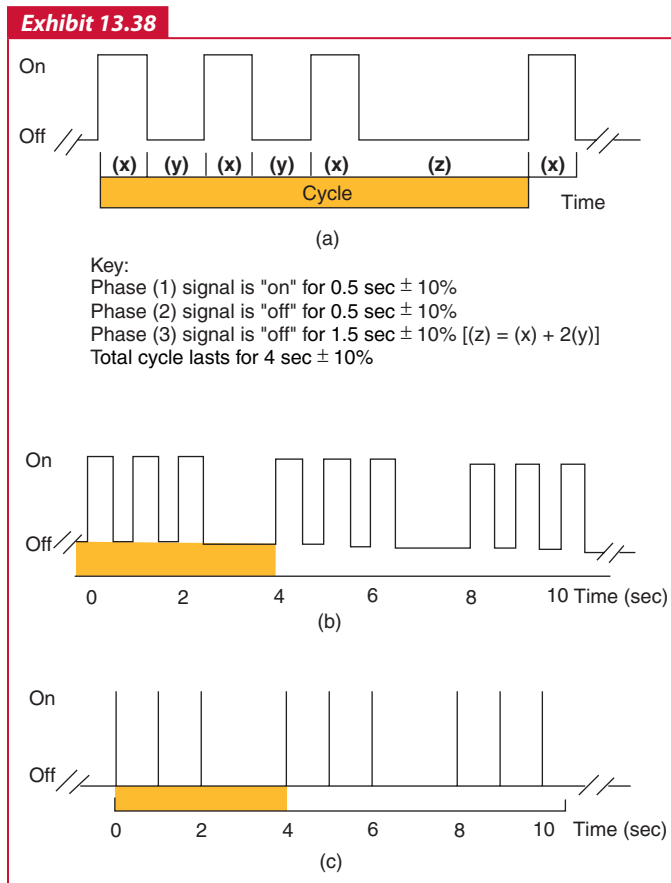 Exhibit 13.38
On
Off
(x) (y) (x) (y) (x) (z) (x)
Cycle
Time
(a)
Key:
Phase (1) signal is "on" for 0.5 sec ± 10%
Phase (2) signal is "off" for 0.5 sec ± 10%
Phase (3) signal is "off" for 1.5 sec ± 10% [(z) = (x) + 2(y)]
Total cycle lasts for 4 sec ± 10%
On
Off
0 2 4 6 8 10 Time (sec)
(b)
On
Off
0 2 4 6 8 10 Time (sec)
(c)